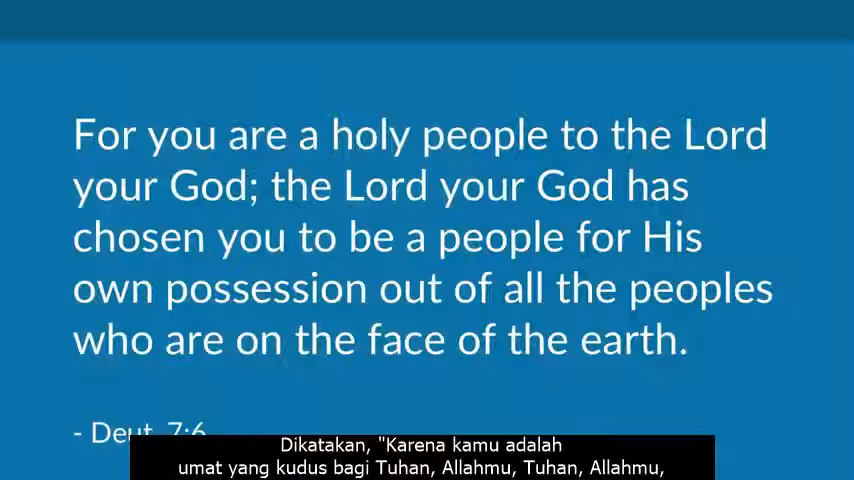 For you are a holy people to the Lord
your God; the Lord your God has
chosen you to be a people for His
own possession out of all the peoples
who are on the face of the earth.
- Deut. 7:6
Dikatakan, "Karena kamu adalah
umat yang kudus bagi Tuhan, Allahmu, Tuhan, Allahmu,